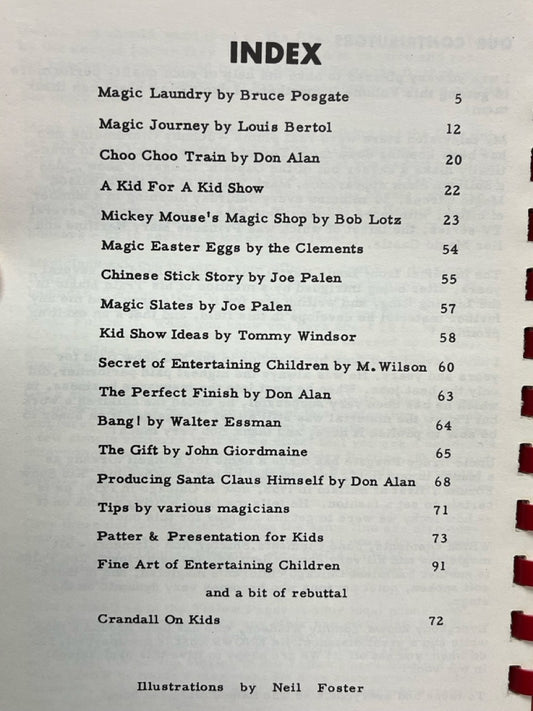 INDEX
Magic Laundry by Bruce Posgate 5
Magic Journey by Louis Bertol 12
Choo Choo Train by Don Alan 20
A Kid For A Kid Show 22
Mickey Mouse's Magic Shop by Bob Lotz 23
Magic Easter Eggs by the Clements 54
Chinese Stick Story by Joe Palen 55
Magic Slates by Joe Palen 57
Kid Show Ideas by Tommy Windsor 58
Secret of Entertaining Children by M. Wilson 60
The Perfect Finish by Don Alan 63
Bang! by Walter Essman 64
The Gift by John Giordmaine 65
Producing Santa Claus Himself by Don Alan 68
Tips by various magicians 71
Patter & Presentation for Kids 73
Fine Art of Entertaining Children 91
and a bit of rebuttal
Crandall On Kids 72
Illustrations by Neil Foster